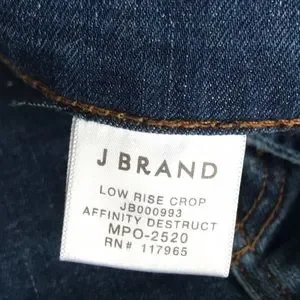 J BRAND
LOW RISE CROP
JB000993
AFFINITY DESTRUCT
MPO-2520
RN# 117965